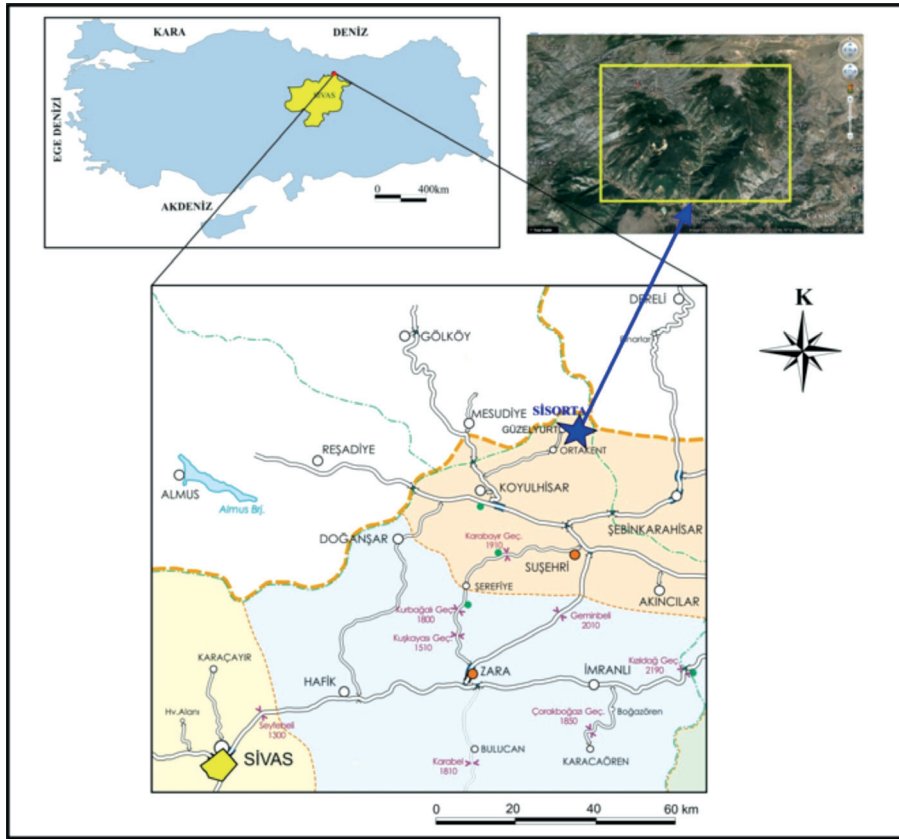 KARA
DENİZ
SİVAS
EGE DENİZİ
AKDENİZ
0 400km
K
DERELİ
GÖLKÖY
MESUDİYE
SİSORTA
GÜZELYURT
ORTAKENT
REŞADİYE
ALMUS
Almus Brj.
KOYULHİSAR
DOĞANŞAR
ŞEBİNKARAHİSAR
Karabayır Geç.
1910
SUŞEHRİ
ŞEREFİYE
AKINCILAR
Kurbağalı Geç.
1800
Geminbeli
2010
Kuşkayası Geç.
1510
KARAÇAYIR
ZARA
İMRANLI
Kızıldağ Geç.
2190
HAFİK
Hv.Alanı
Seyfebeli
1300
Çorakboğazı Geç.
1850
Boğazören
SİVAS
BULUCAN
KARACAÖREN
Karabel
1810
0 20 40 60 km